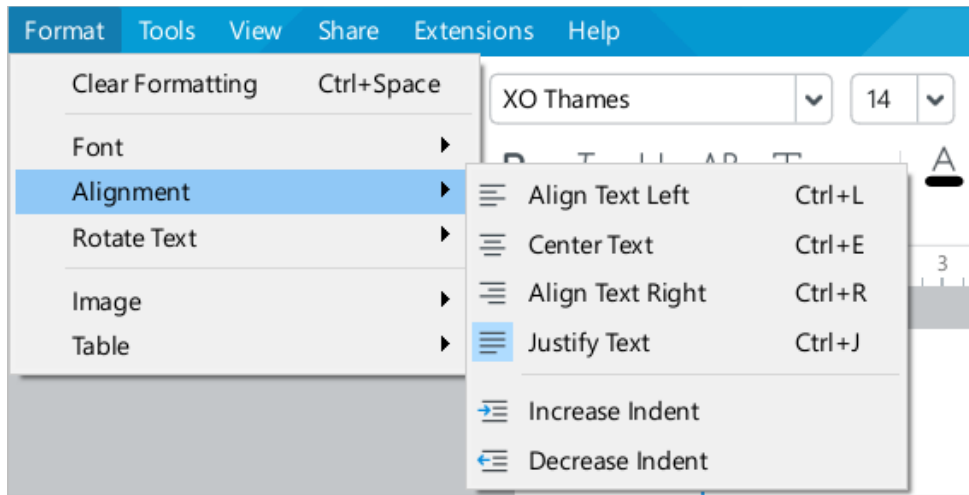 Format Tools View Share Extensions Help
Clear Formatting Ctrl+Space
XO Thames 14
Font
Alignment
Rotate Text
Image
Table
A
Align Text Left Ctrl+L
Center Text Ctrl+E
Align Text Right Ctrl+R
Justify Text Ctrl+J
Increase Indent
Decrease Indent
3